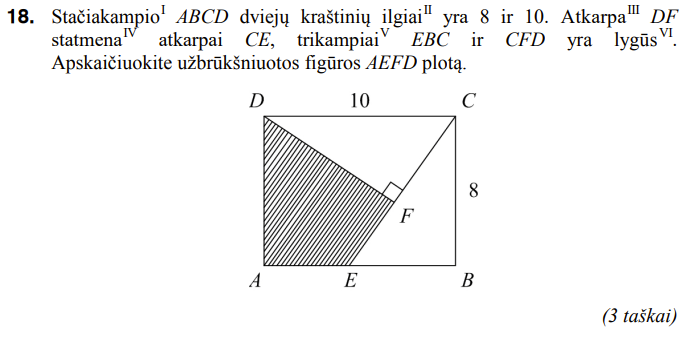 18. Stačiakampio^I ABCD dviejų kraštinių ilgiai^II yra 8 ir 10. Atkarpa^III DF
statmena^IV atkarpai CE, trikampiai^V EBC ir CFD yra lygūs^VI.
Apskaičiuokite užbrūkšniuotos figūros AEFD plotą.
D 10 C
8
F
A E B
(3 taškai)